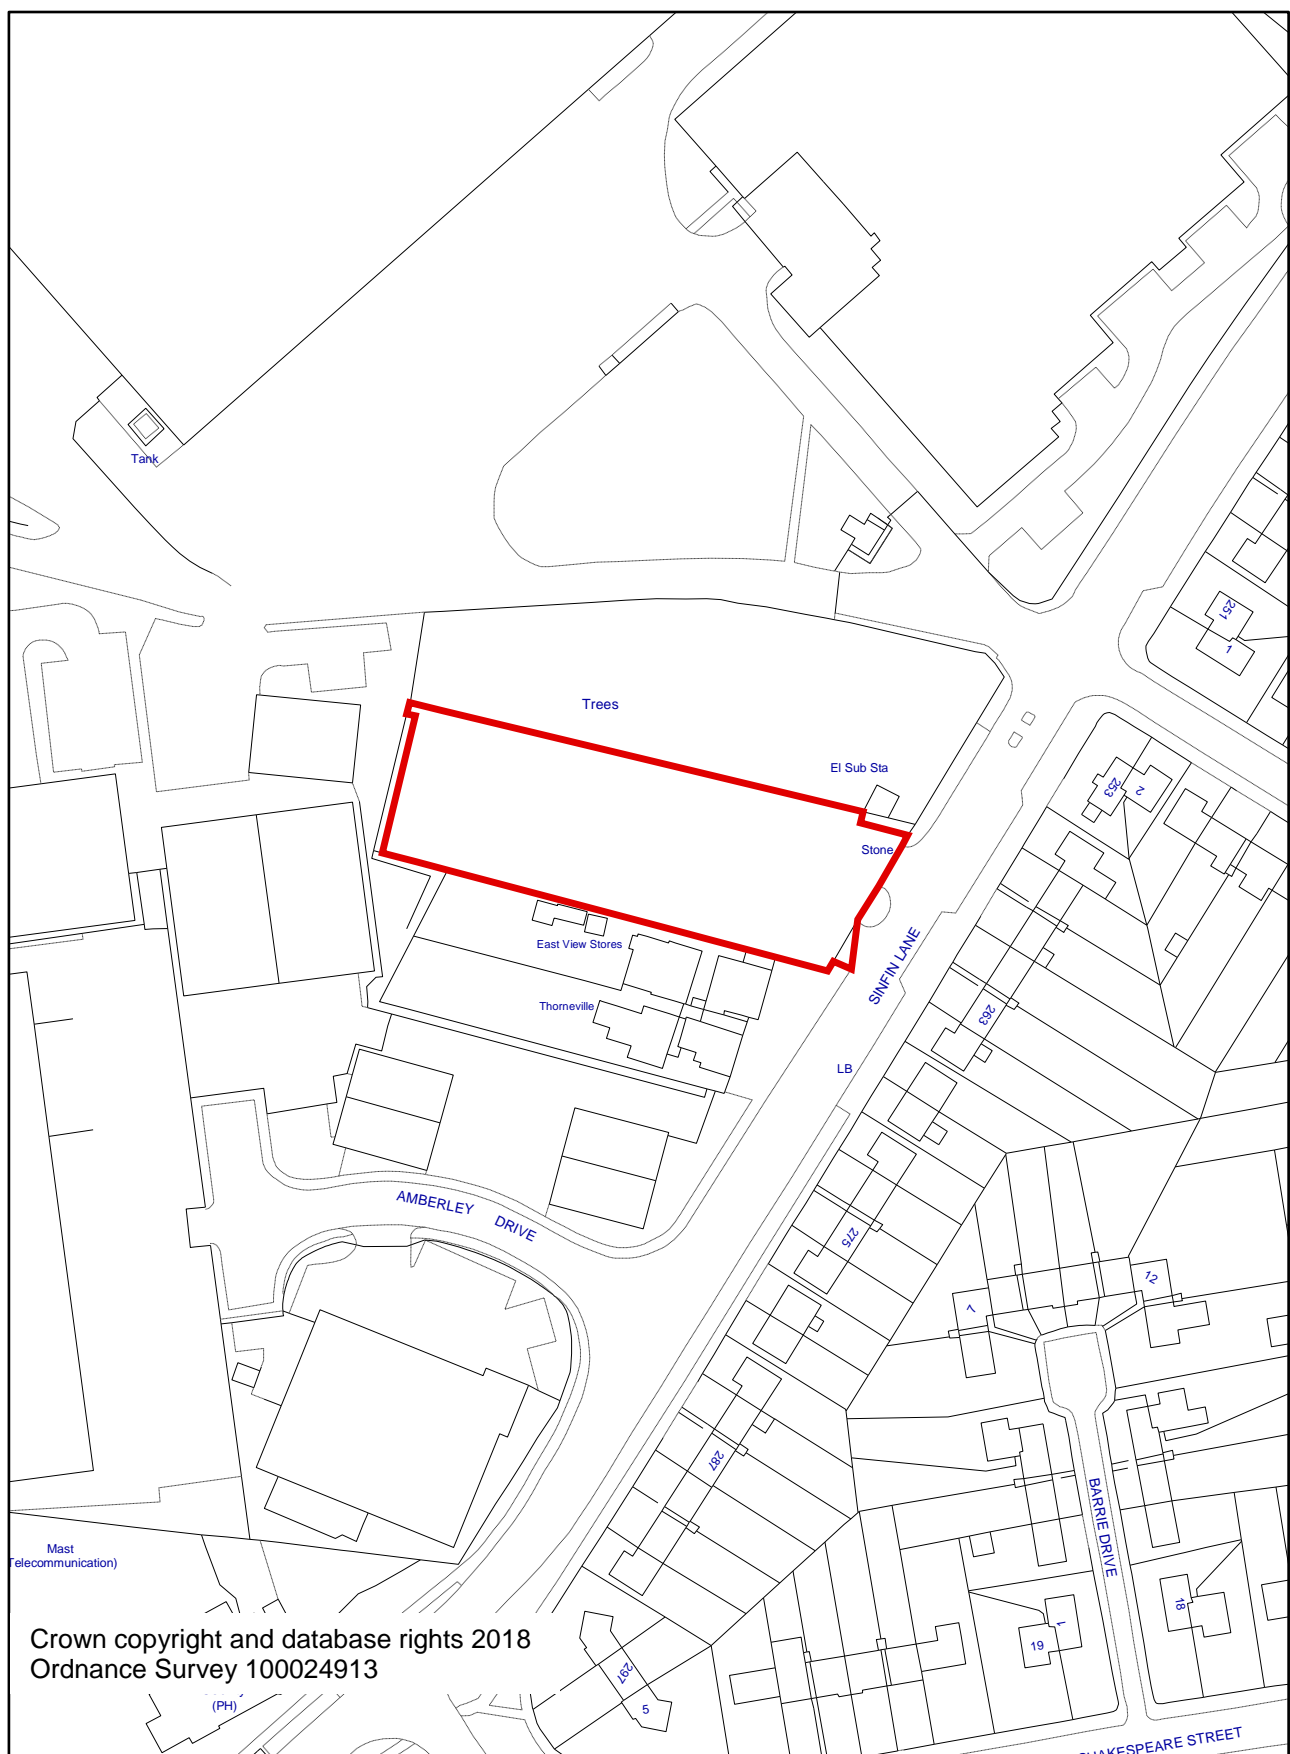 Tank
251
1
Trees
El Sub Sta
253
2
Stone
East View Stores
SINFIN LANE
Thorneville
263
LB
AMBERLEY DRIVE
275
12
7
287
BARRIE DRIVE
Mast
Telecommunication)
18
1
19
Crown copyright and database rights 2018
Ordnance Survey 100024913
297
5
(PH)
STREET